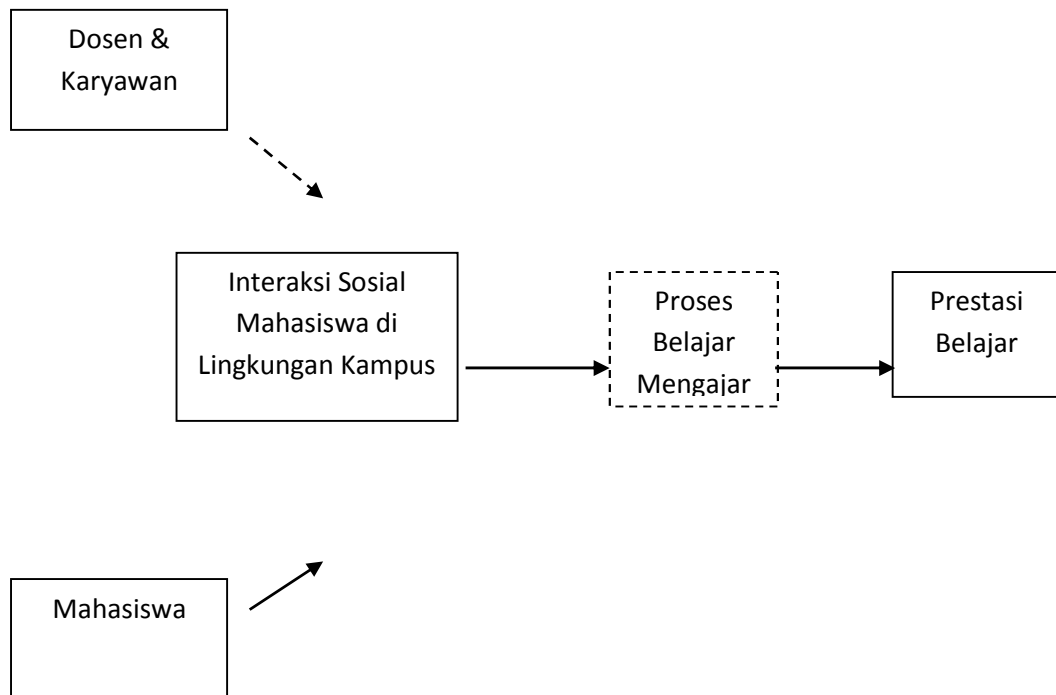 Dosen &
Karyawan
Interaksi Sosial
Mahasiswa di
Lingkungan Kampus
Proses
Belajar
Mengajar
Prestasi
Belajar
Mahasiswa